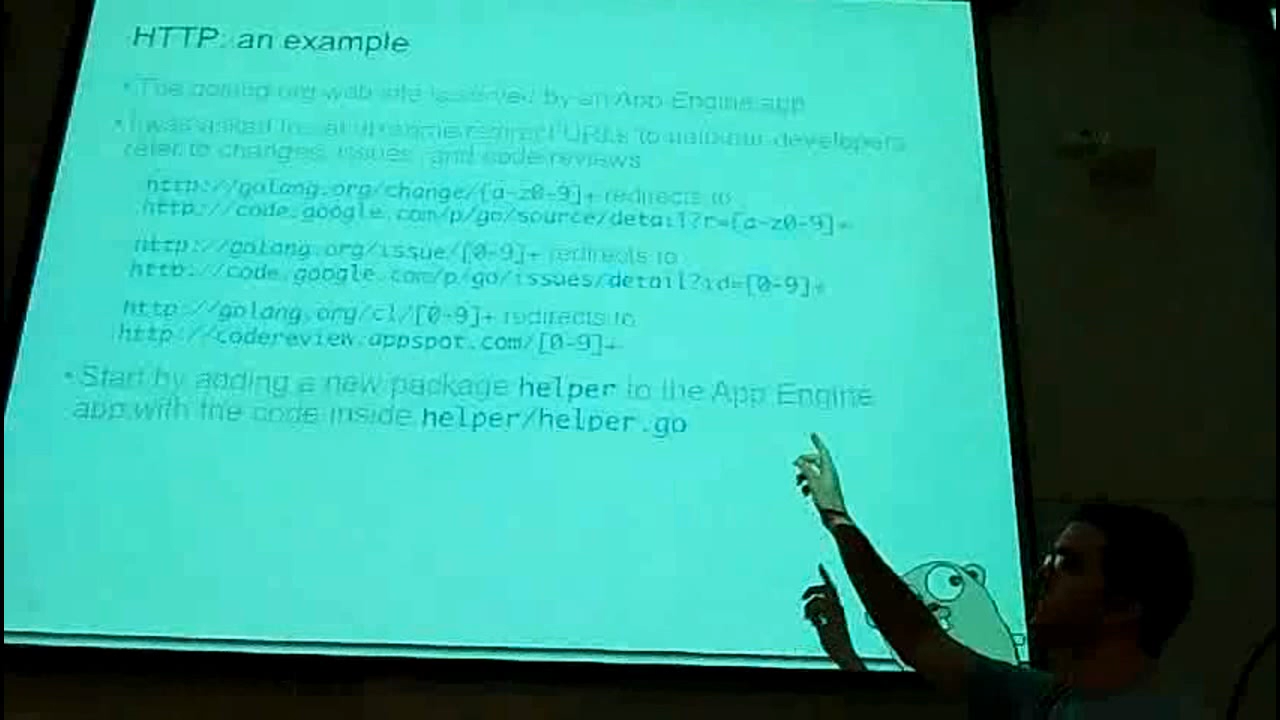 HTTP: an example
• The golang.org web site is served by an App Engine app
• I was asked to set up some redirect URLs to help our developers
refer to changes, issues, and code reviews
http://golang.org/change/[a-z0-9]+ redirects to
http://code.google.com/p/go/source/detail?r=[a-z0-9]+
http://golang.org/issue/[0-9]+ redirects to
http://code.google.com/p/go/issues/detail?id=[0-9]+
http://golang.org/cl/[0-9]+ redirects to
http://codereview.appspot.com/[0-9]+
• Start by adding a new package helper to the App Engine
app with the code inside helper/helper.go